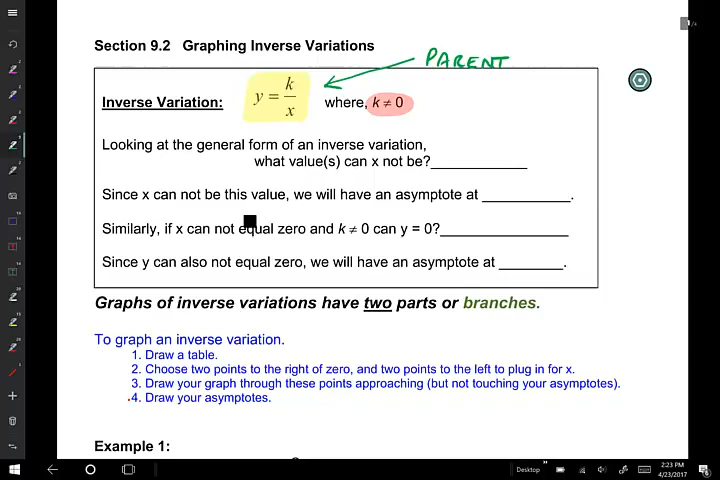 Section 9.2 Graphing Inverse Variations
PARENT
Inverse Variation: y = k/x where, k ≠ 0
Looking at the general form of an inverse variation,
what value(s) can x not be?____________
Since x can not be this value, we will have an asymptote at ___________.
Similarly, if x can not equal zero and k ≠ 0 can y = 0?________________
Since y can also not equal zero, we will have an asymptote at ________.
Graphs of inverse variations have two parts or branches.
To graph an inverse variation.
1. Draw a table.
2. Choose two points to the right of zero, and two points to the left to plug in for x.
3. Draw your graph through these points approaching (but not touching your asymptotes).
4. Draw your asymptotes.
Example 1:
Desktop
2:23 PM
4/23/2017